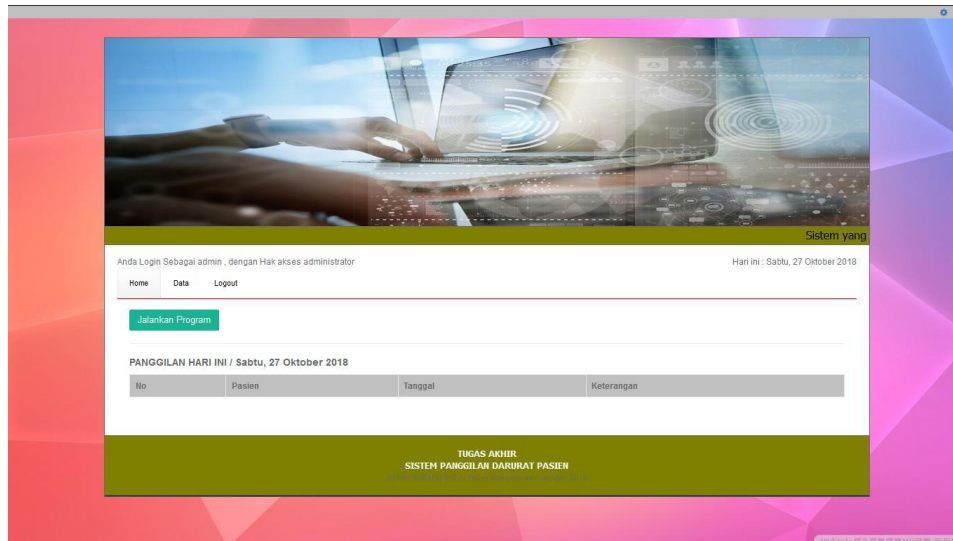 Sistem yang
Anda Login Sebagai admin , dengan Hak akses administrator
Hari ini : Sabtu, 27 Oktober 2018
Home Data Logout
Jalankan Program
PANGGILAN HARI INI / Sabtu, 27 Oktober 2018
No Pasien Tanggal Keterangan
TUGAS AKHIR
SISTEM PANGGILAN DARURAT PASIEN